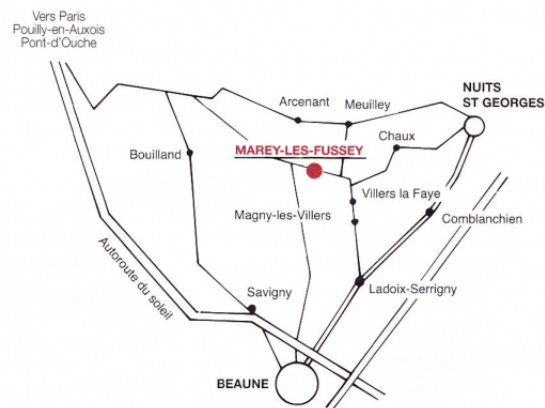 Vers Paris
Pouilly-en-Auxois
Pont-d'Ouche
NUITS
ST GEORGES
Arcenant
Meuilley
Chaux
Bouilland
MAREY-LES-FUSSEY
Villers la Faye
Magny-les-Villers
Comblanchien
Autoroute du soleil
Savigny
Ladoix-Serrigny
BEAUNE